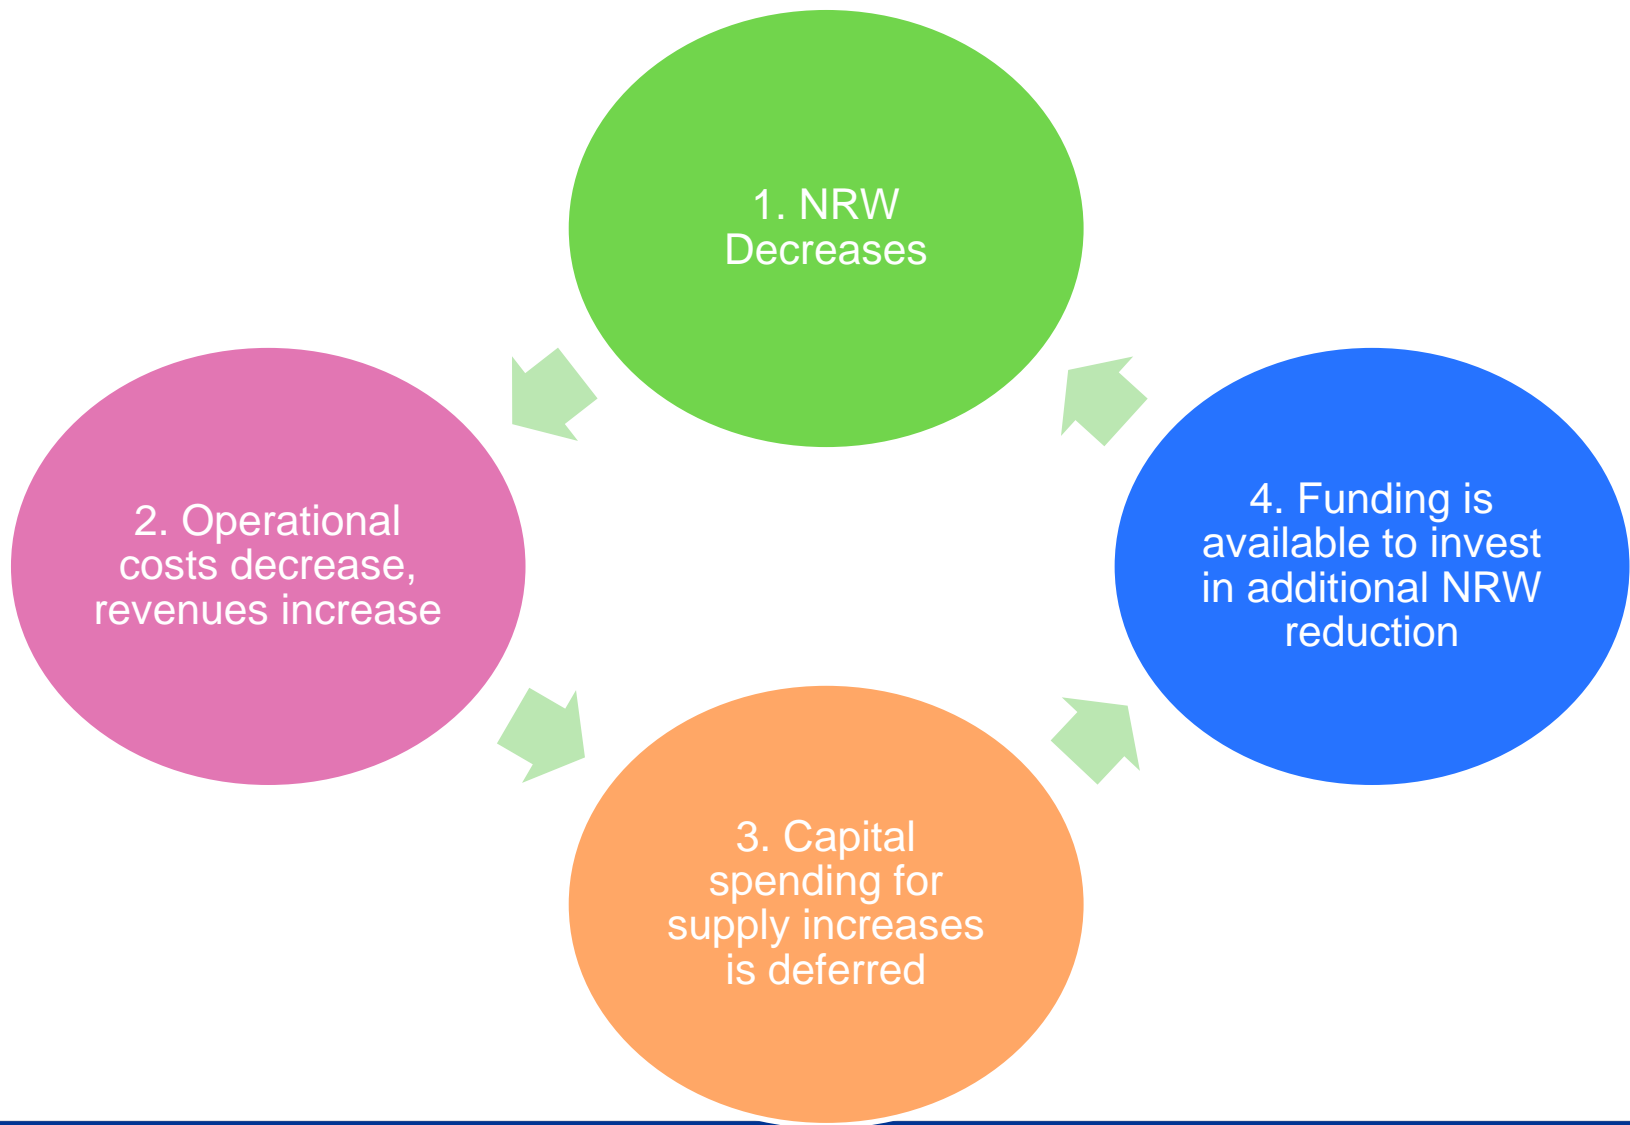 1. NRW
Decreases
2. Operational
costs decrease,
revenues increase
3. Capital
spending for
supply increases
is deferred
4. Funding is
available to invest
in additional NRW
reduction